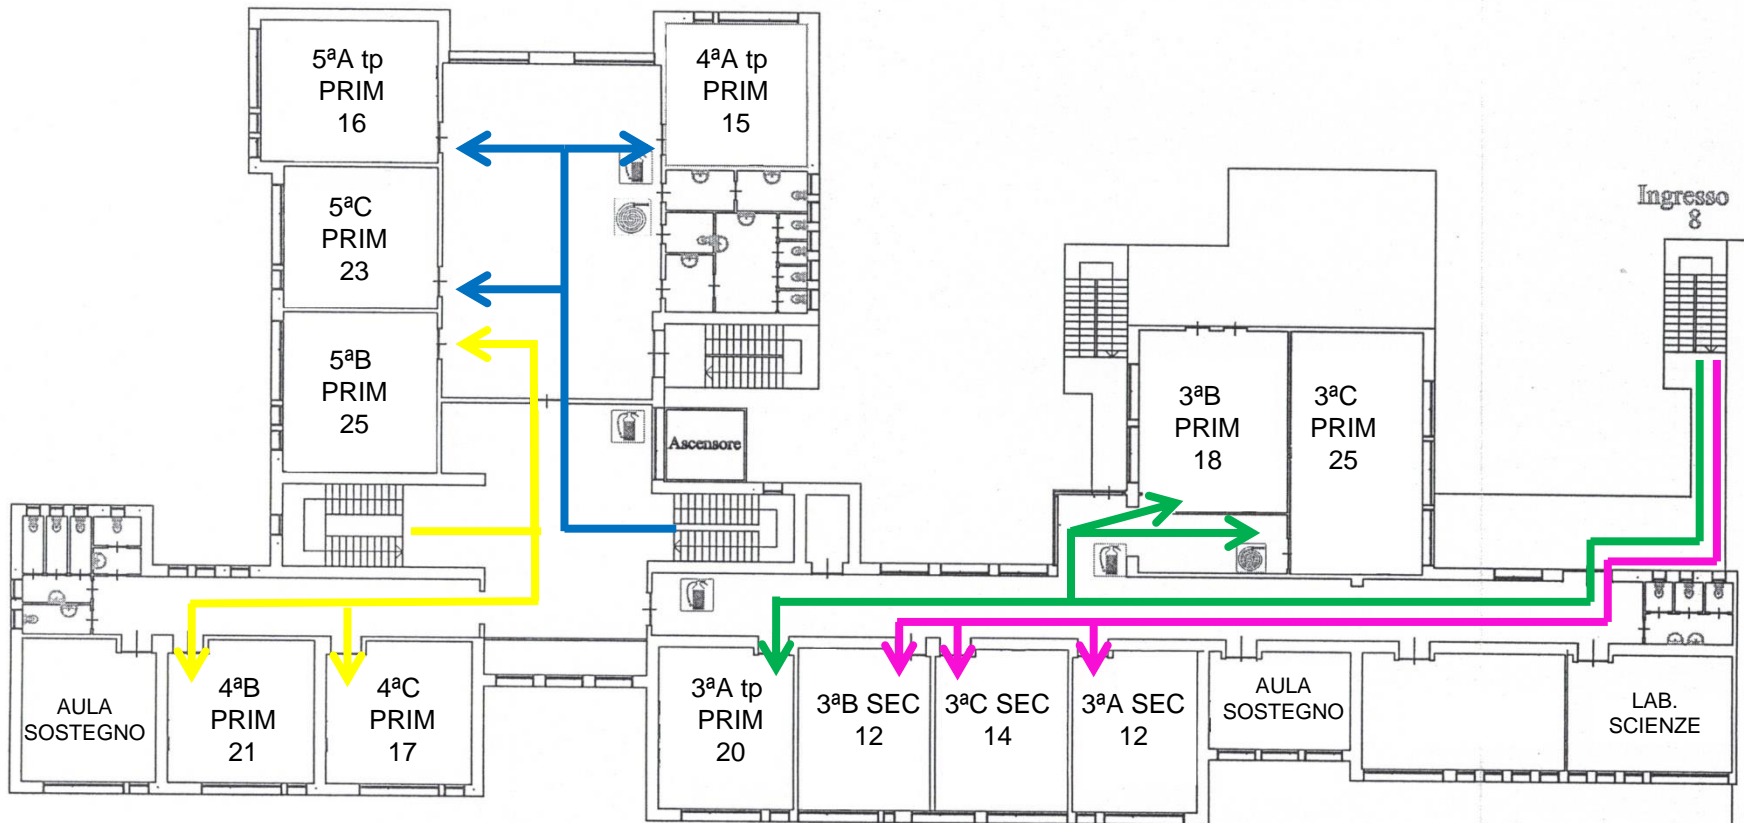 5ªA tp
PRIM
16
4ªA tp
PRIM
15
5ªC
PRIM
23
Ingresso
8
5ªB
PRIM
25
3ªB
PRIM
18
3ªC
PRIM
25
Ascensore
AULA
SOSTEGNO
4ªB
PRIM
21
4ªC
PRIM
17
3ªA tp
PRIM
20
3ªB SEC
12
3ªC SEC
14
3ªA SEC
12
AULA
SOSTEGNO
LAB.
SCIENZE